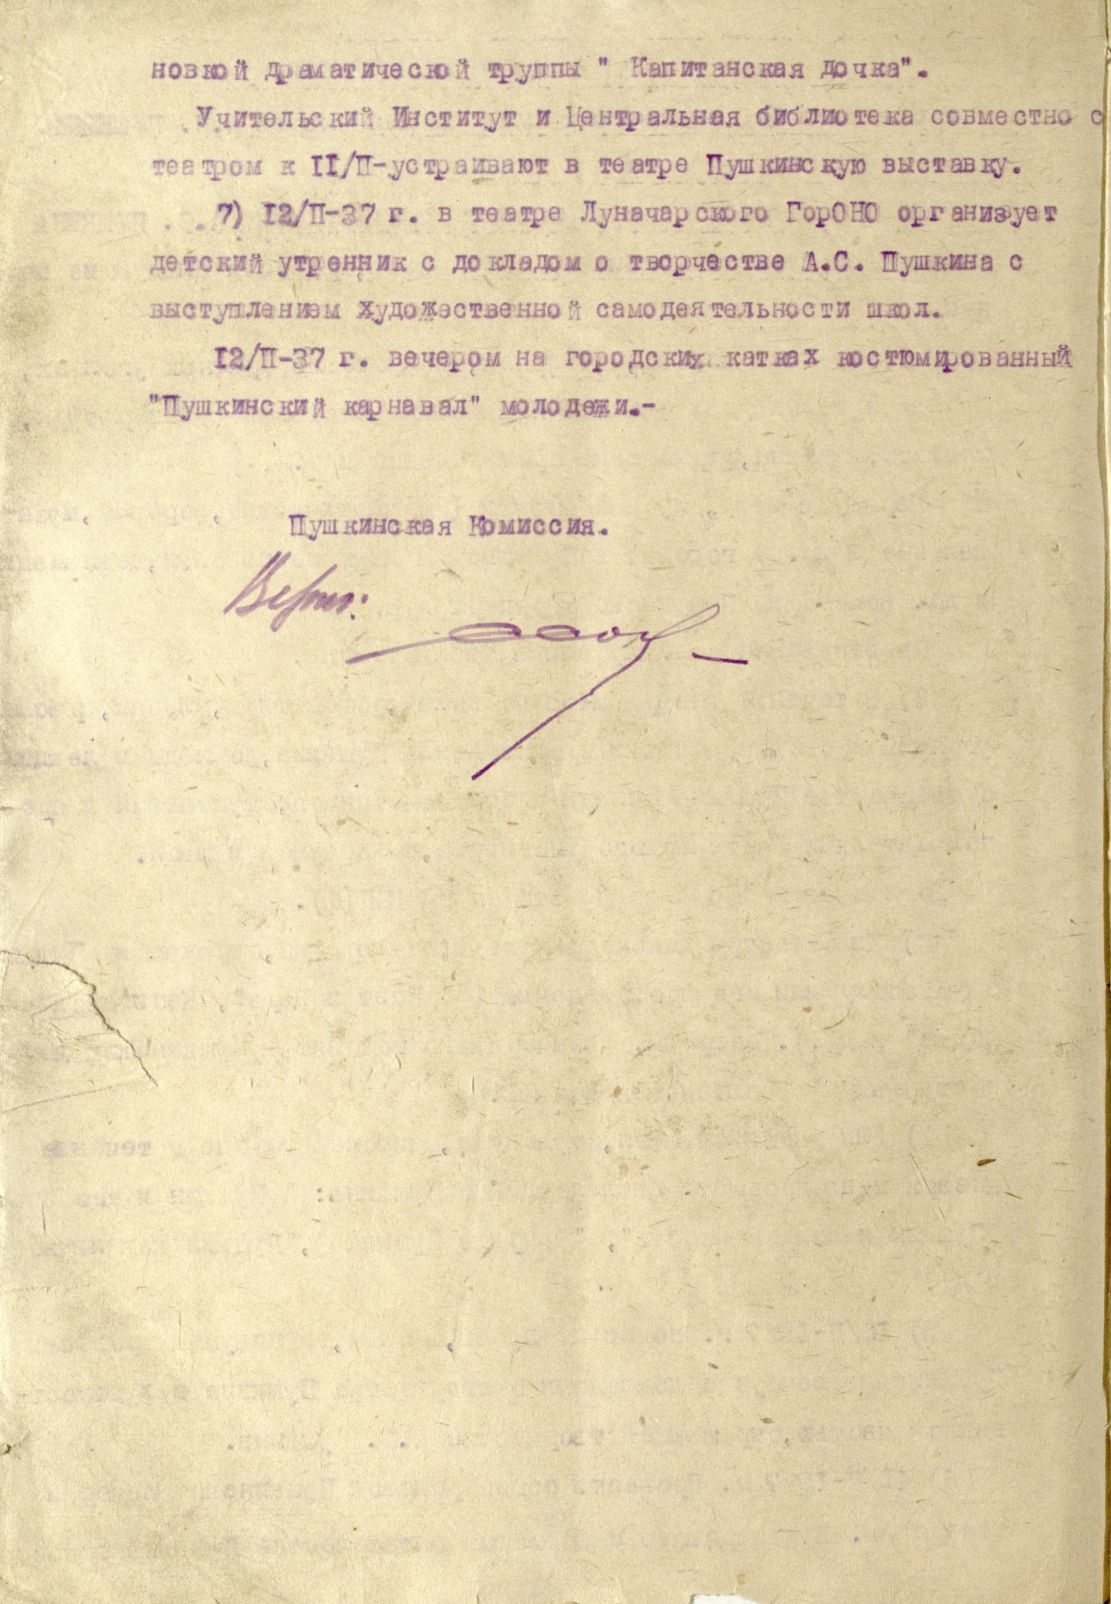 новкой драматической труппы " Капитанская дочка".
Учительский Институт и Центральная библиотека совместно с
театром к II/П-устраивают в театре Пушкинскую выставку.
7) I2/П-37 г. в театре Луначарского ГорОНО организует
детский утренник с докладом о творчестве А.С. Пушкина с
выступлением художественной самодеятельности школ.
I2/П-37 г. вечером на городских катках костюмированный
"Пушкинский карнавал" молодежи.-
Пушкинская Комиссия.
Верно: